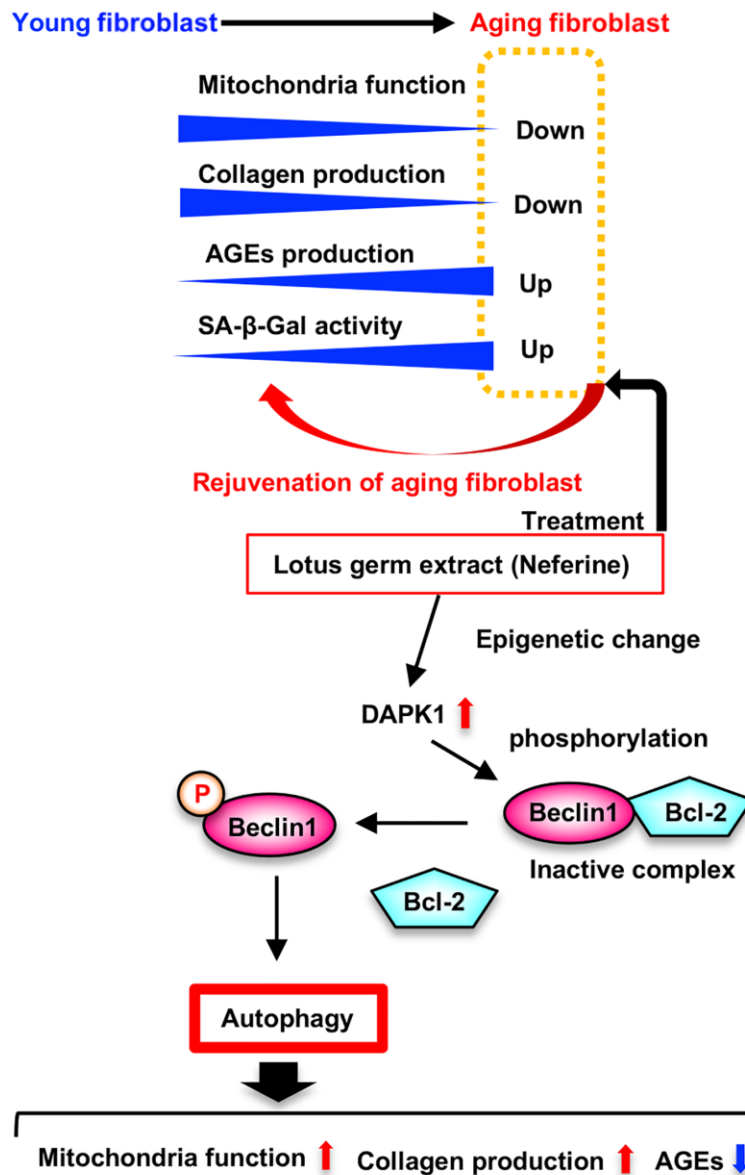 Young fibroblast Aging fibroblast
Mitochondria function
Down
Collagen production
Down
AGEs production
Up
SA-β-Gal activity
Up
Rejuvenation of aging fibroblast
Treatment
Lotus germ extract (Neferine)
Epigenetic change
DAPK1
phosphorylation
P
Beclin1
Beclin1 Bcl-2
Inactive complex
Bcl-2
Autophagy
Mitochondria function Collagen production AGEs